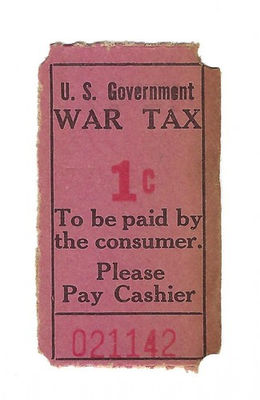 U. S. Government
WAR TAX
1c
To be paid by
the consumer.
Please
Pay Cashier
021142